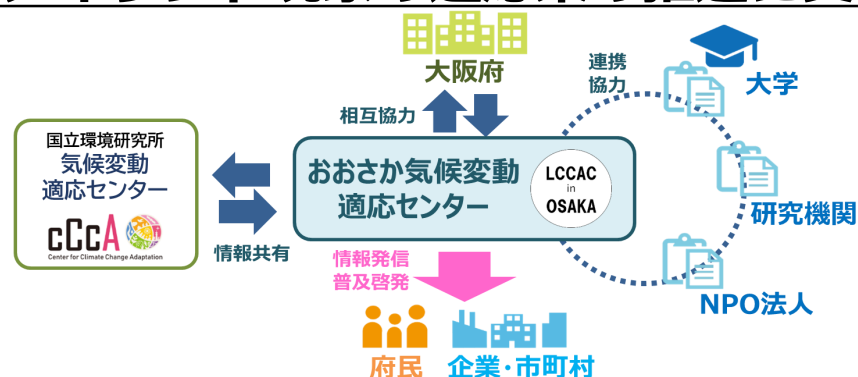 大阪府
連携
協力
大学
相互協力
国立環境研究所
気候変動
適応センター
CCCA
Center for Climate Change Adaptation
おおさか気候変動
適応センター
LCCAC
in
OSAKA
研究機関
情報共有
情報発信
普及啓発
NPO法人
府民
企業・市町村